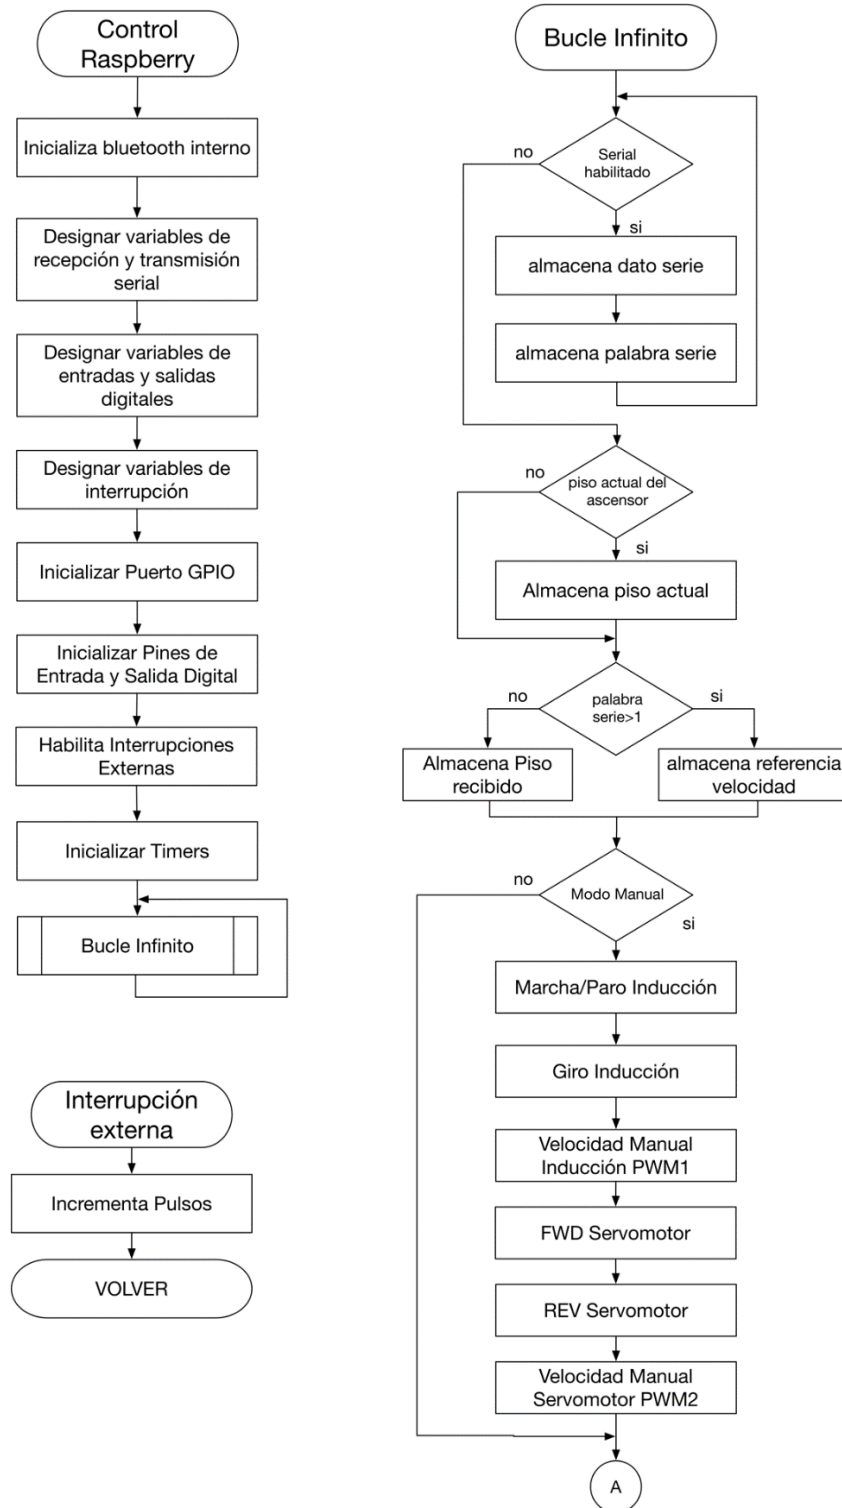 Control
Raspberry
Inicializa bluetooth interno
Designar variables de
recepción y transmisión
serial
Designar variables de
entradas y salidas
digitales
Designar variables de
interrupción
Inicializar Puerto GPIO
Inicializar Pines de
Entrada y Salida Digital
Habilita Interrupciones
Externas
Inicializar Timers
Bucle Infinito
Interrupción
externa
Incrementa Pulsos
VOLVER
Bucle Infinito
no
Serial
habilitado
si
almacena dato serie
almacena palabra serie
no
piso actual del
ascensor
si
Almacena piso actual
no
palabra
serie>1
si
Almacena Piso
recibido
almacena referencia
velocidad
no
Modo Manual
si
Marcha/Paro Inducción
Giro Inducción
Velocidad Manual
Inducción PWM1
FWD Servomotor
REV Servomotor
Velocidad Manual
Servomotor PWM2
A